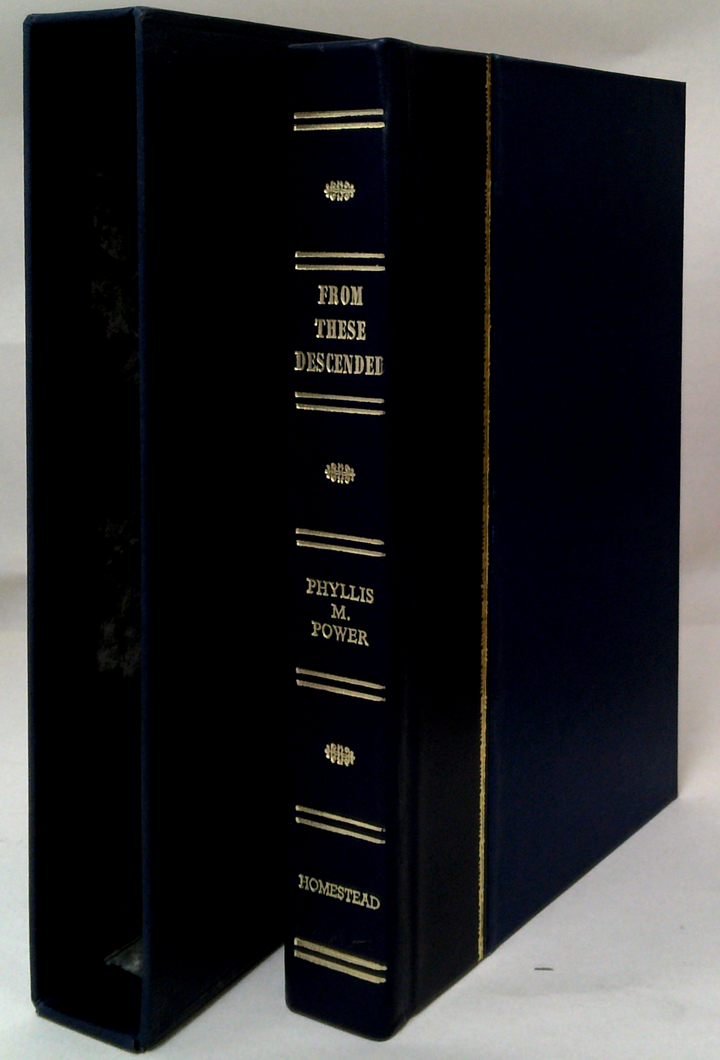 FROM
THESE
DESCENDED
PHYLLIS
M.
POWER
HOMESTEAD